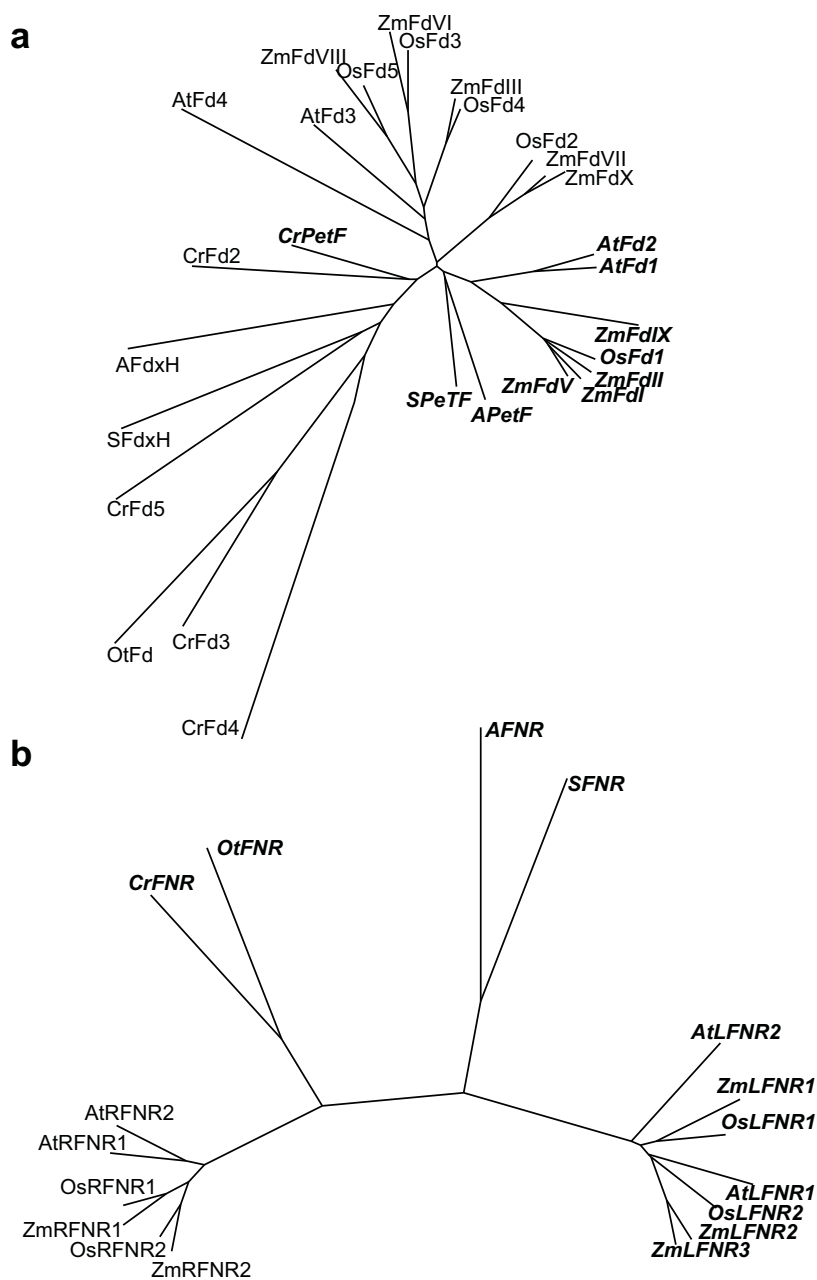 a
ZmFdVI
OsFd3
ZmFdVIII
OsFd5
AtFd4
AtFd3
ZmFdIII
OsFd4
OsFd2
ZmFdVII
ZmFdX
CrPetF
CrFd2
AtFd2
AtFd1
AFdxH
ZmFdIX
OsFd1
ZmFdII
ZmFdV
ZmFdI
SPeTF
APetF
SFdxH
CrFd5
CrFd3
OtFd
CrFd4
b
AFNR
SFNR
OtFNR
CrFNR
AtLFNR2
ZmLFNR1
OsLFNR1
AtRFNR2
AtRFNR1
OsRFNR1
AtLFNR1
OsLFNR2
ZmRFNR1
ZmLFNR2
OsRFNR2
ZmLFNR3
ZmRFNR2